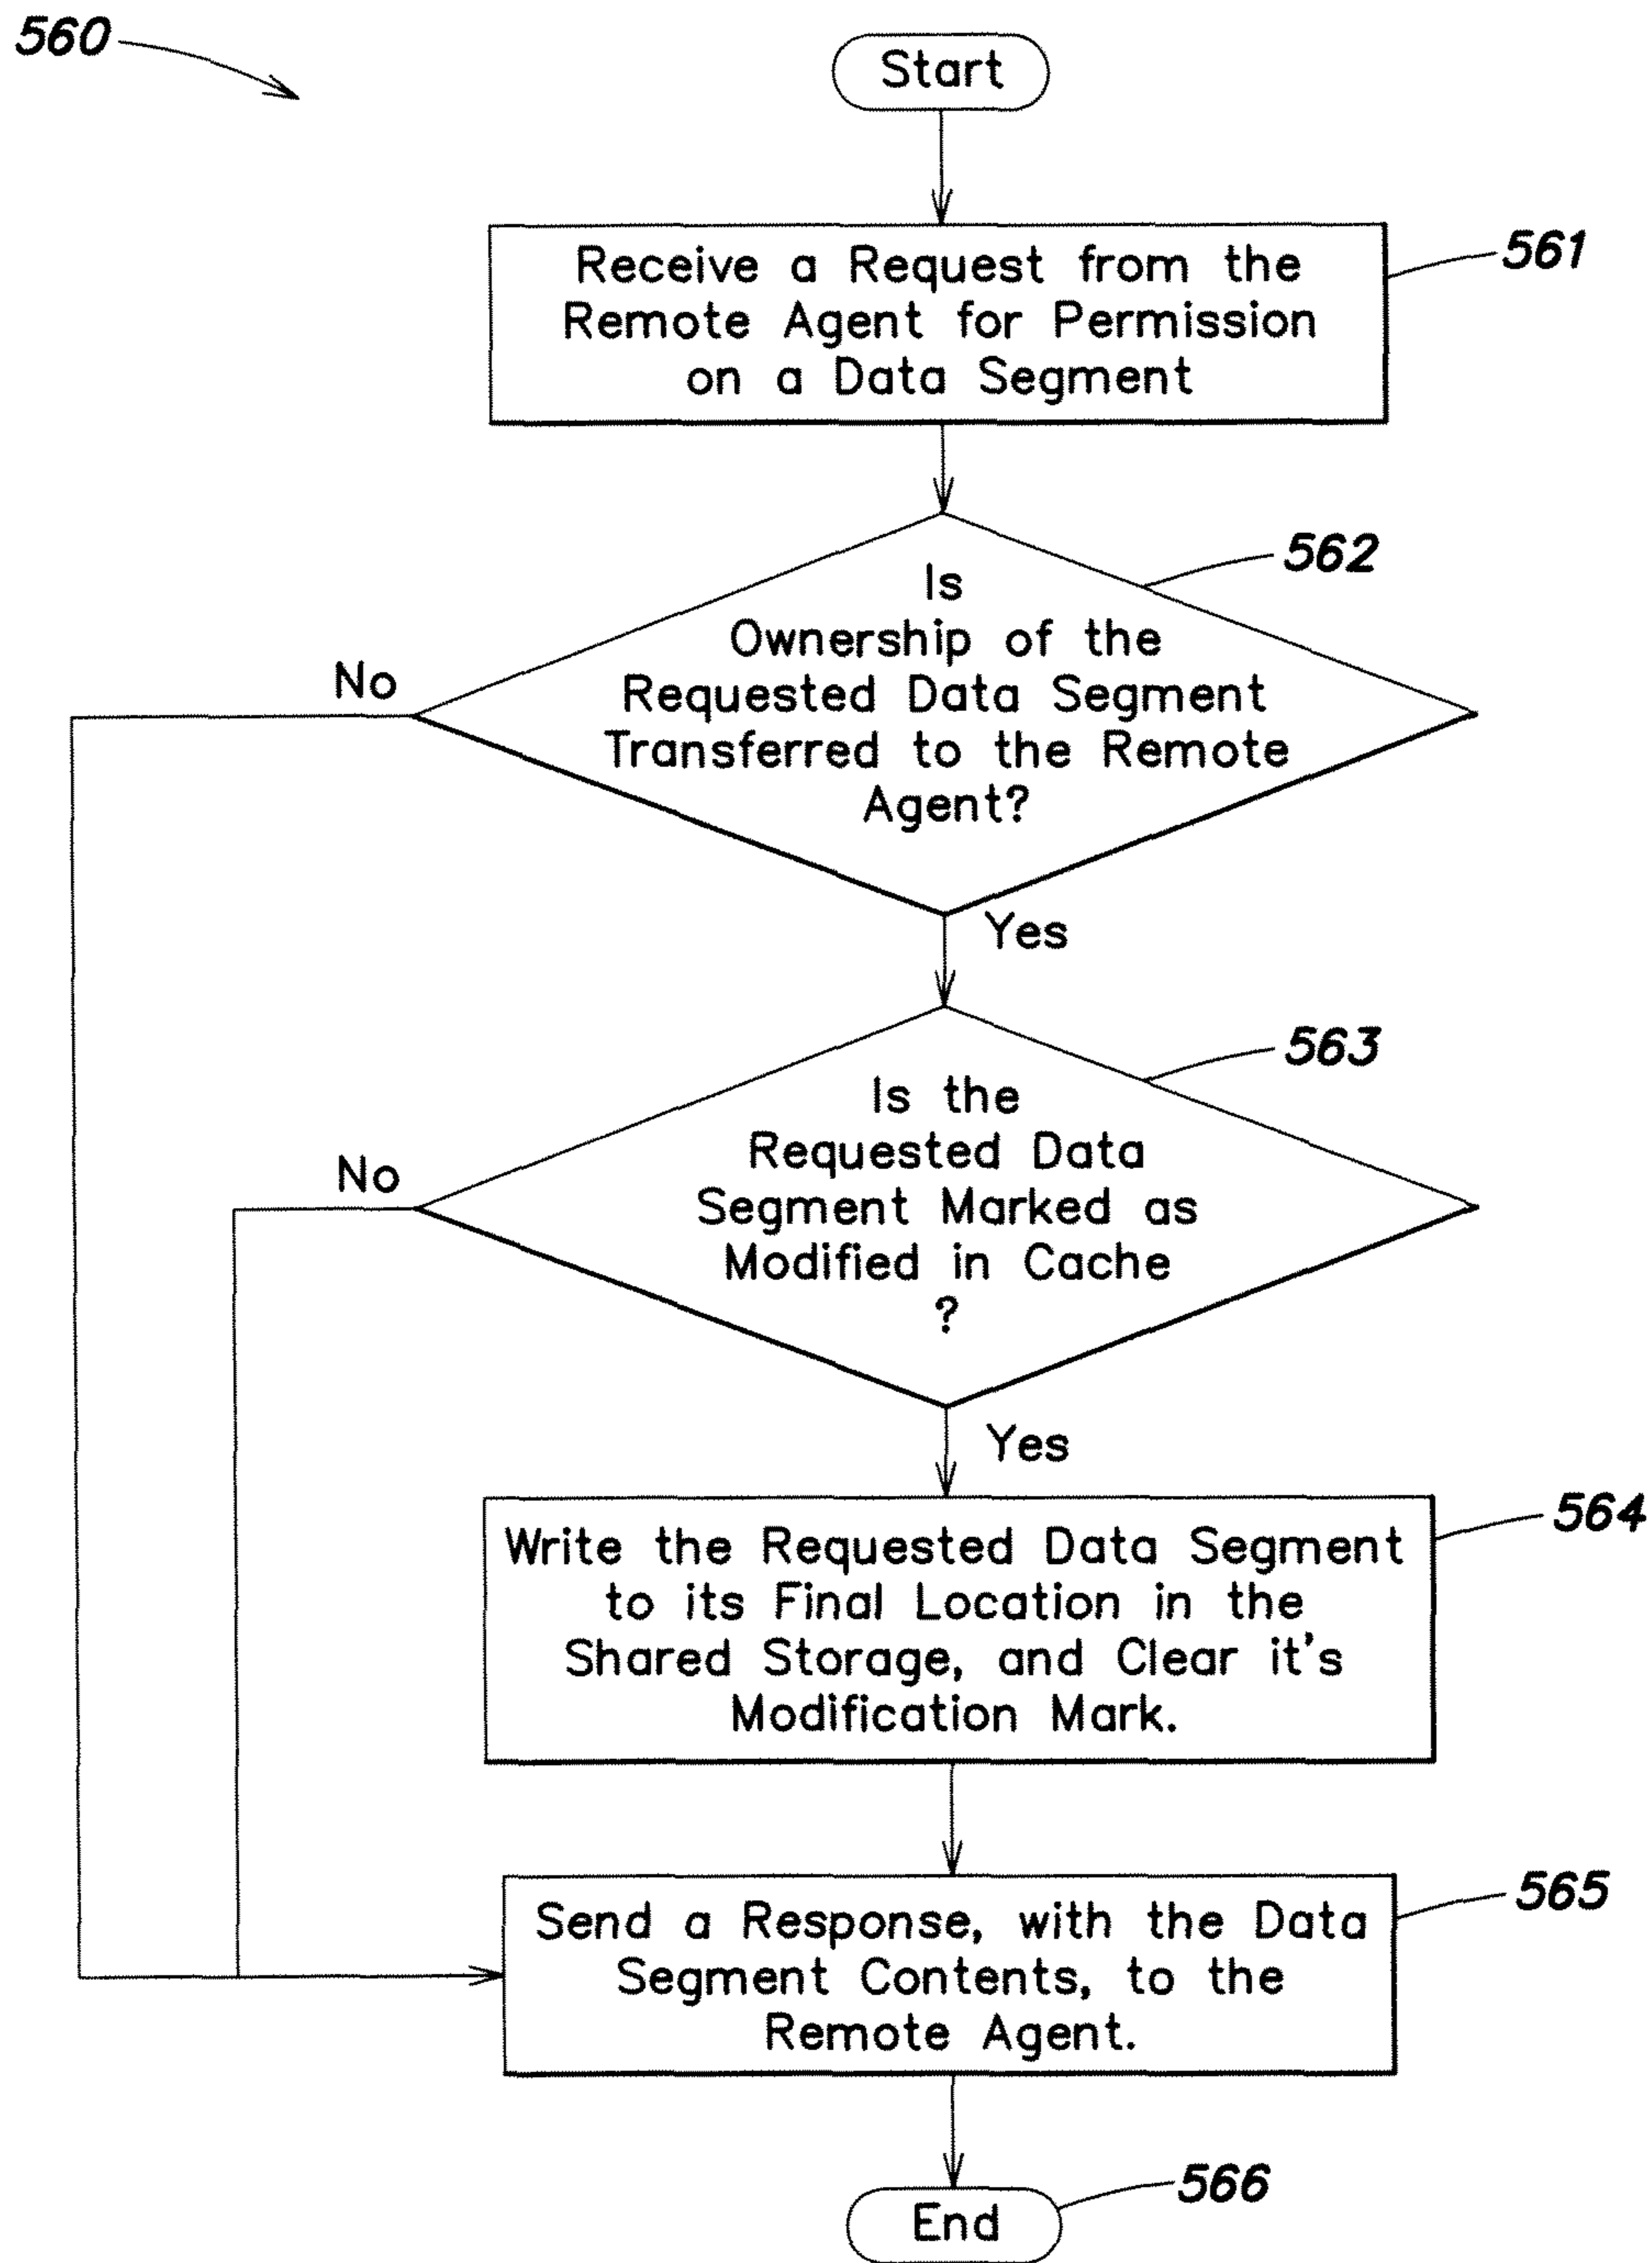 560
Start
Receive a Request from the
Remote Agent for Permission
on a Data Segment
561
562
Is
Ownership of the
Requested Data Segment
Transferred to the Remote
Agent?
No
Yes
563
Is the
Requested Data
Segment Marked as
Modified in Cache
?
No
Yes
564
Write the Requested Data Segment
to its Final Location in the
Shared Storage, and Clear it's
Modification Mark.
565
Send a Response, with the Data
Segment Contents, to the
Remote Agent.
566
End